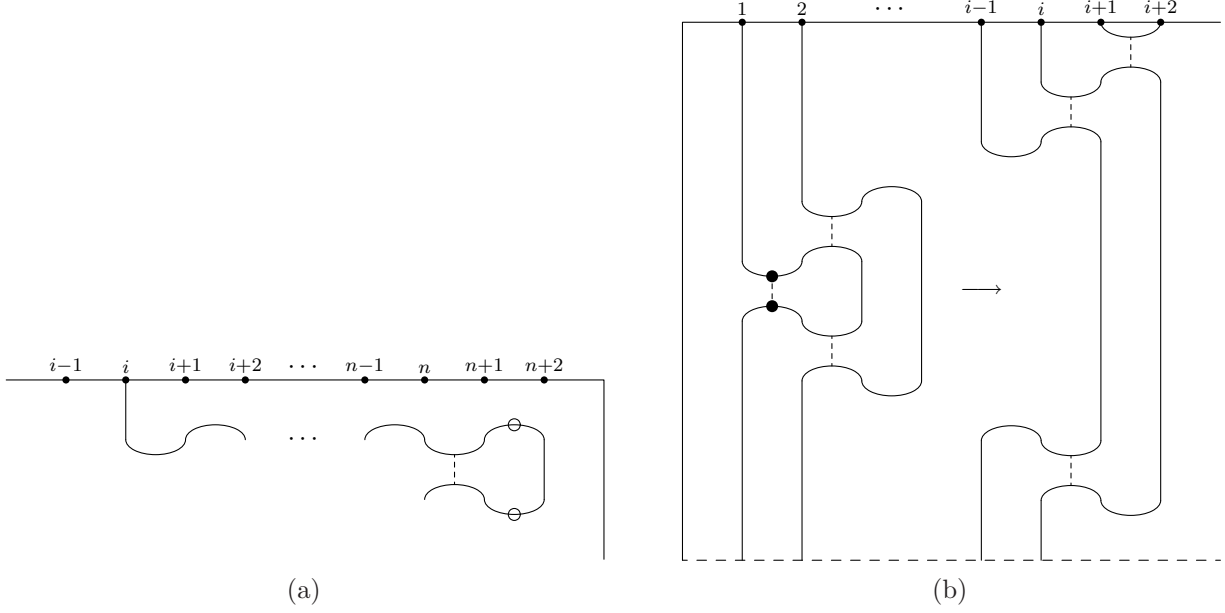 1 2 ··· i−1 i i+1 i+2
i−1 i i+1 i+2 ··· n−1 n n+1 n+2
···
⟶
(a) (b)